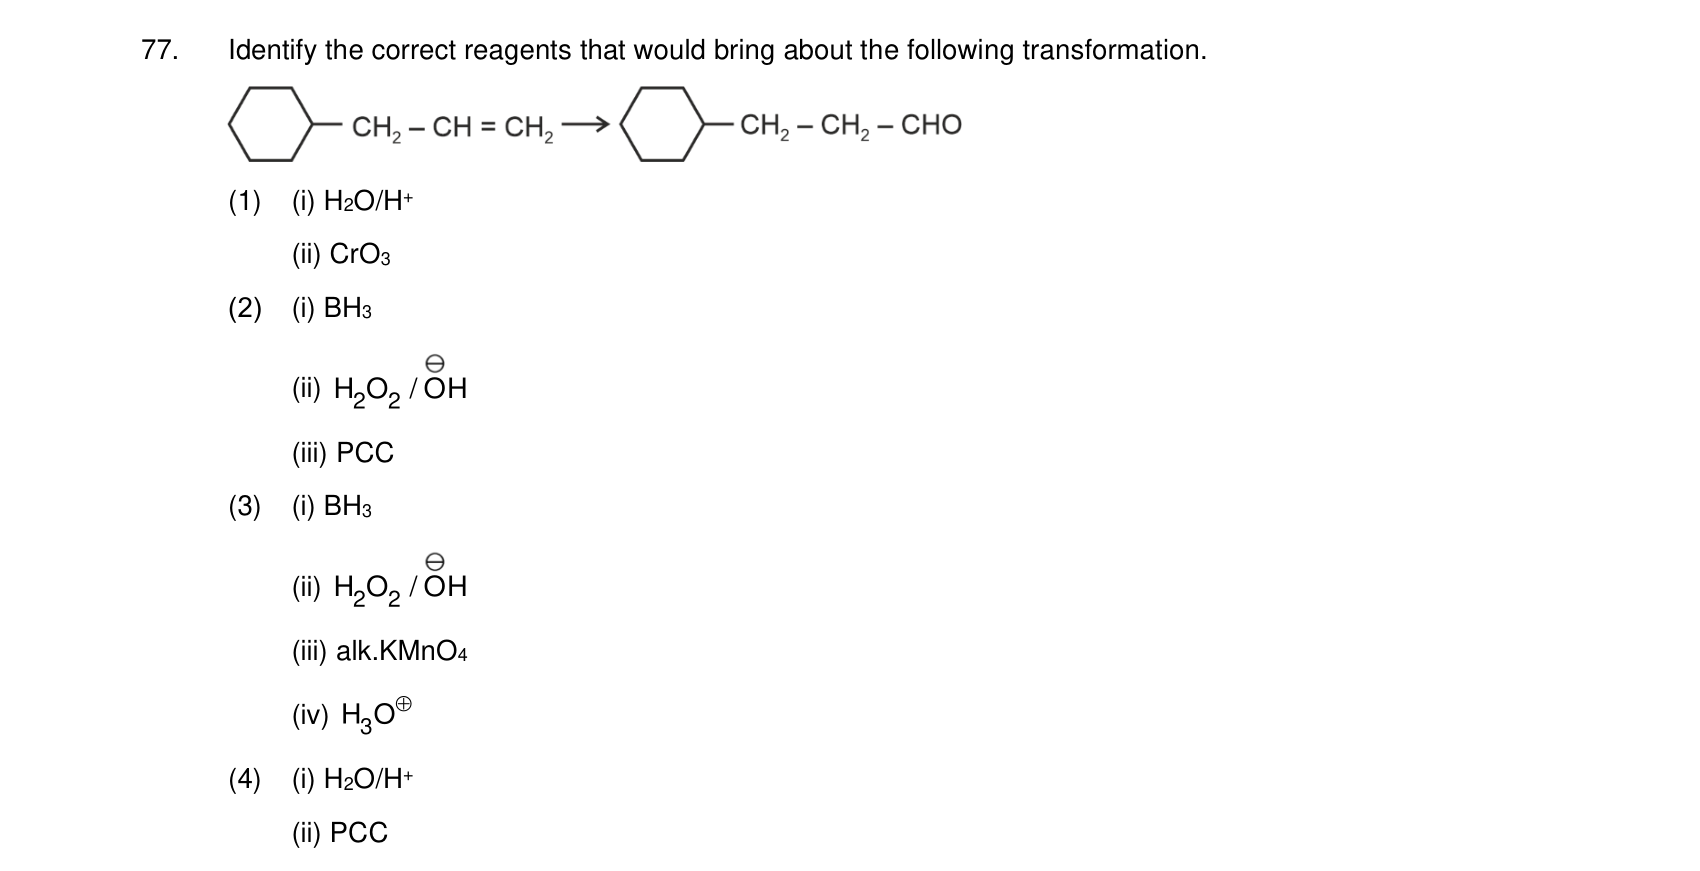 77. Identify the correct reagents that would bring about the following transformation.
CH₂ – CH = CH₂ ⟶ CH₂ – CH₂ – CHO
(1) (i) H₂O/H⁺
(ii) CrO₃
(2) (i) BH₃
(ii) H₂O₂ / O⊖H
(iii) PCC
(3) (i) BH₃
(ii) H₂O₂ / O⊖H
(iii) alk.KMnO₄
(iv) H₃O⊕
(4) (i) H₂O/H⁺
(ii) PCC